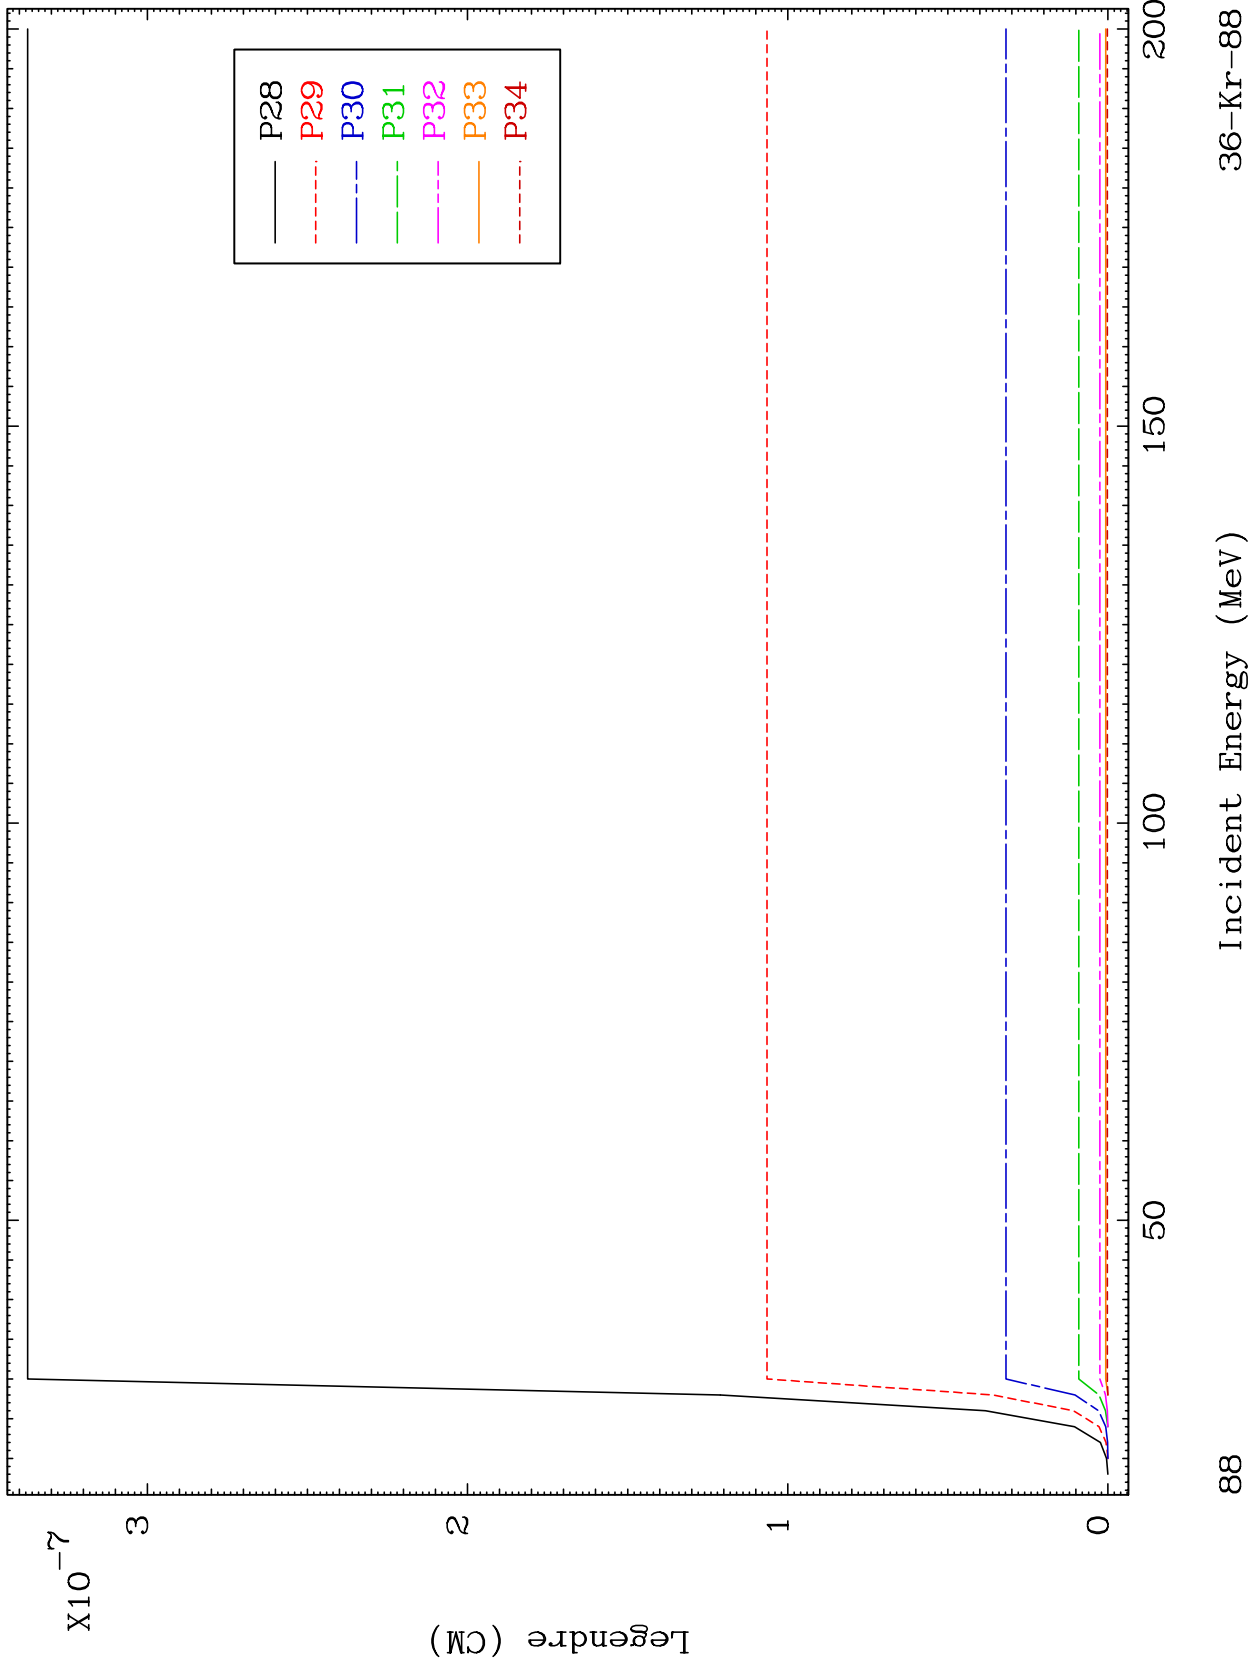 X10-7
3
2
1
0
Legendre (CM)
P28
P29
P30
P31
P32
P33
P34
50
100
150
200
88
Incident Energy (MeV)
36-Kr-88